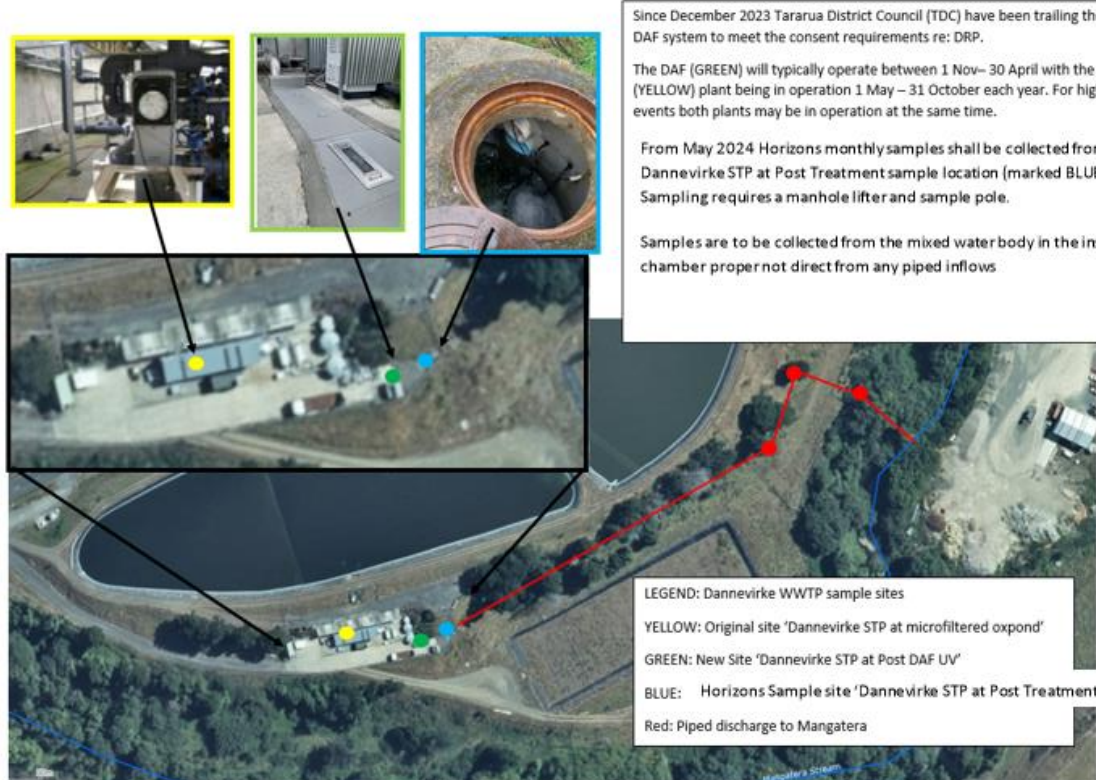 Since December 2023 Tararua District Council (TDC) have been trailing th
DAF system to meet the consent requirements re: DRP.
The DAF (GREEN) will typically operate between 1 Nov– 30 April with the
(YELLOW) plant being in operation 1 May – 31 October each year. For hig
events both plants may be in operation at the same time.
From May 2024 Horizons monthly samples shall be collected from
Dannevirke STP at Post Treatment sample location (marked BLUE
Sampling requires a manhole lifter and sample pole.
Samples are to be collected from the mixed water body in the ins
chamber proper not direct from any piped inflows
LEGEND: Dannevirke WWTP sample sites
YELLOW: Original site 'Dannevirke STP at microfiltered oxpond'
GREEN: New Site 'Dannevirke STP at Post DAF UV'
BLUE: Horizons Sample site 'Dannevirke STP at Post Treatment
Red: Piped discharge to Mangatera
Mangatera Stream